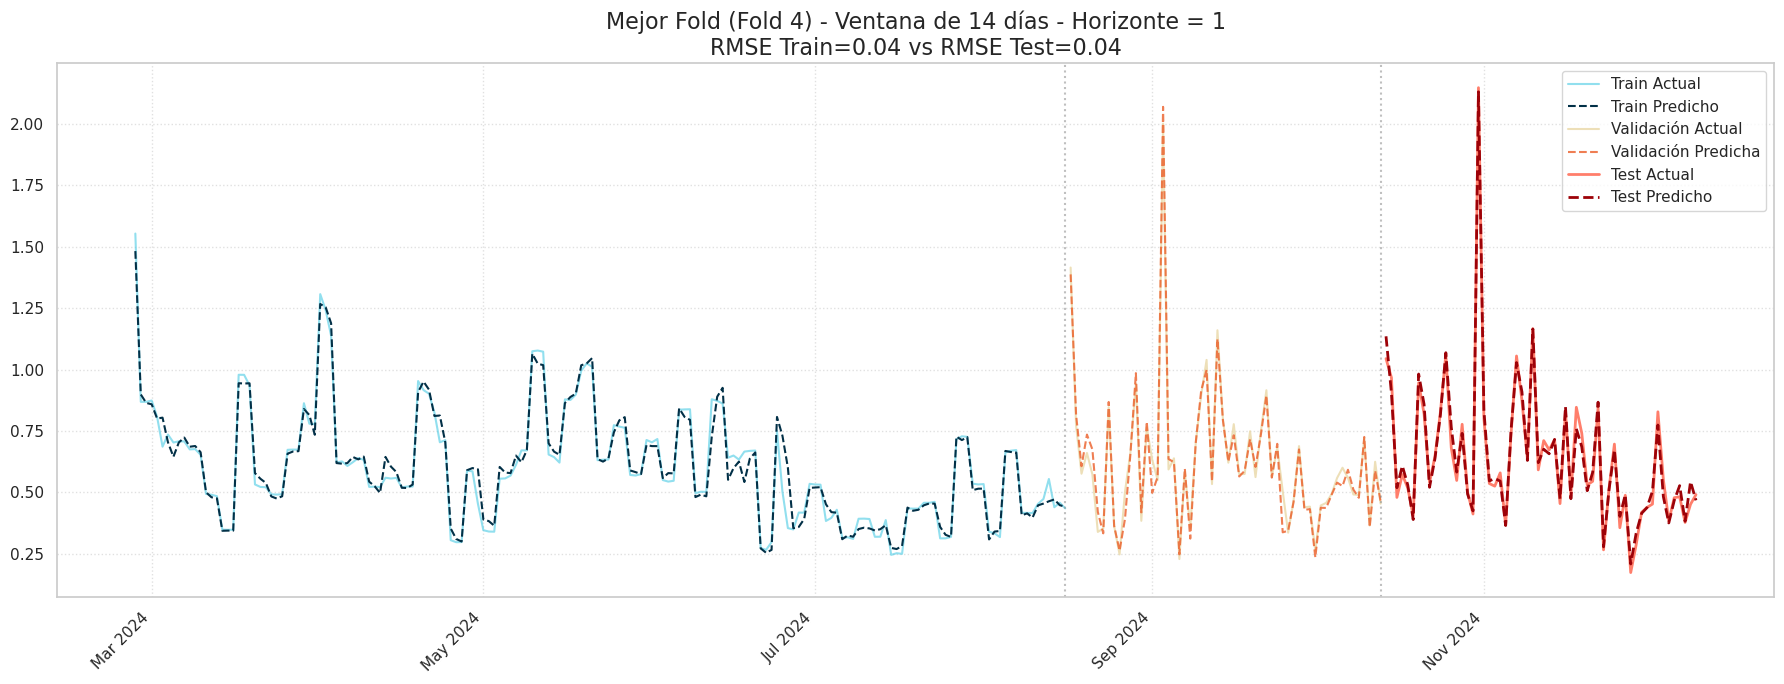 Mejor Fold (Fold 4) - Ventana de 14 días - Horizonte = 1
RMSE Train=0.04 vs RMSE Test=0.04
Train Actual
Train Predicho
Validación Actual
Validación Predicha
Test Actual
Test Predicho
2.00
1.75
1.50
1.25
1.00
0.75
0.50
0.25
Mar 2024
May 2024
Jul 2024
Sep 2024
Nov 2024